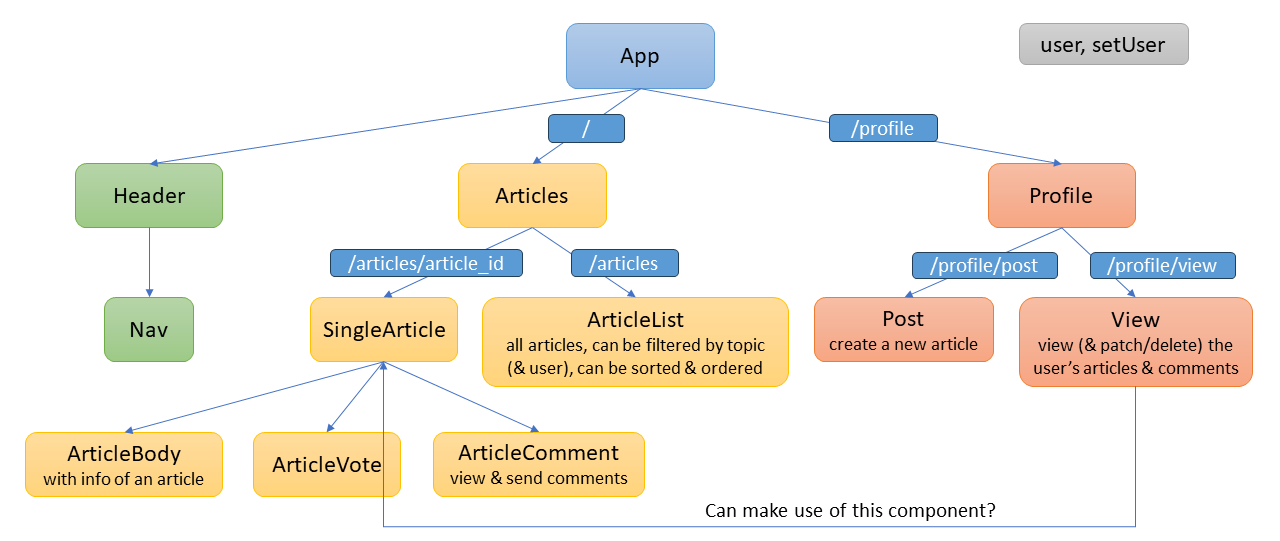 App
user, setUser
/
/profile
Header
Articles
Profile
/articles/article_id
/articles
/profile/post
/profile/view
Nav
SingleArticle
ArticleList
all articles, can be filtered by topic
(& user), can be sorted & ordered
Post
create a new article
View
view (& patch/delete) the
user's articles & comments
ArticleBody
with info of an article
ArticleVote
ArticleComment
view & send comments
Can make use of this component?